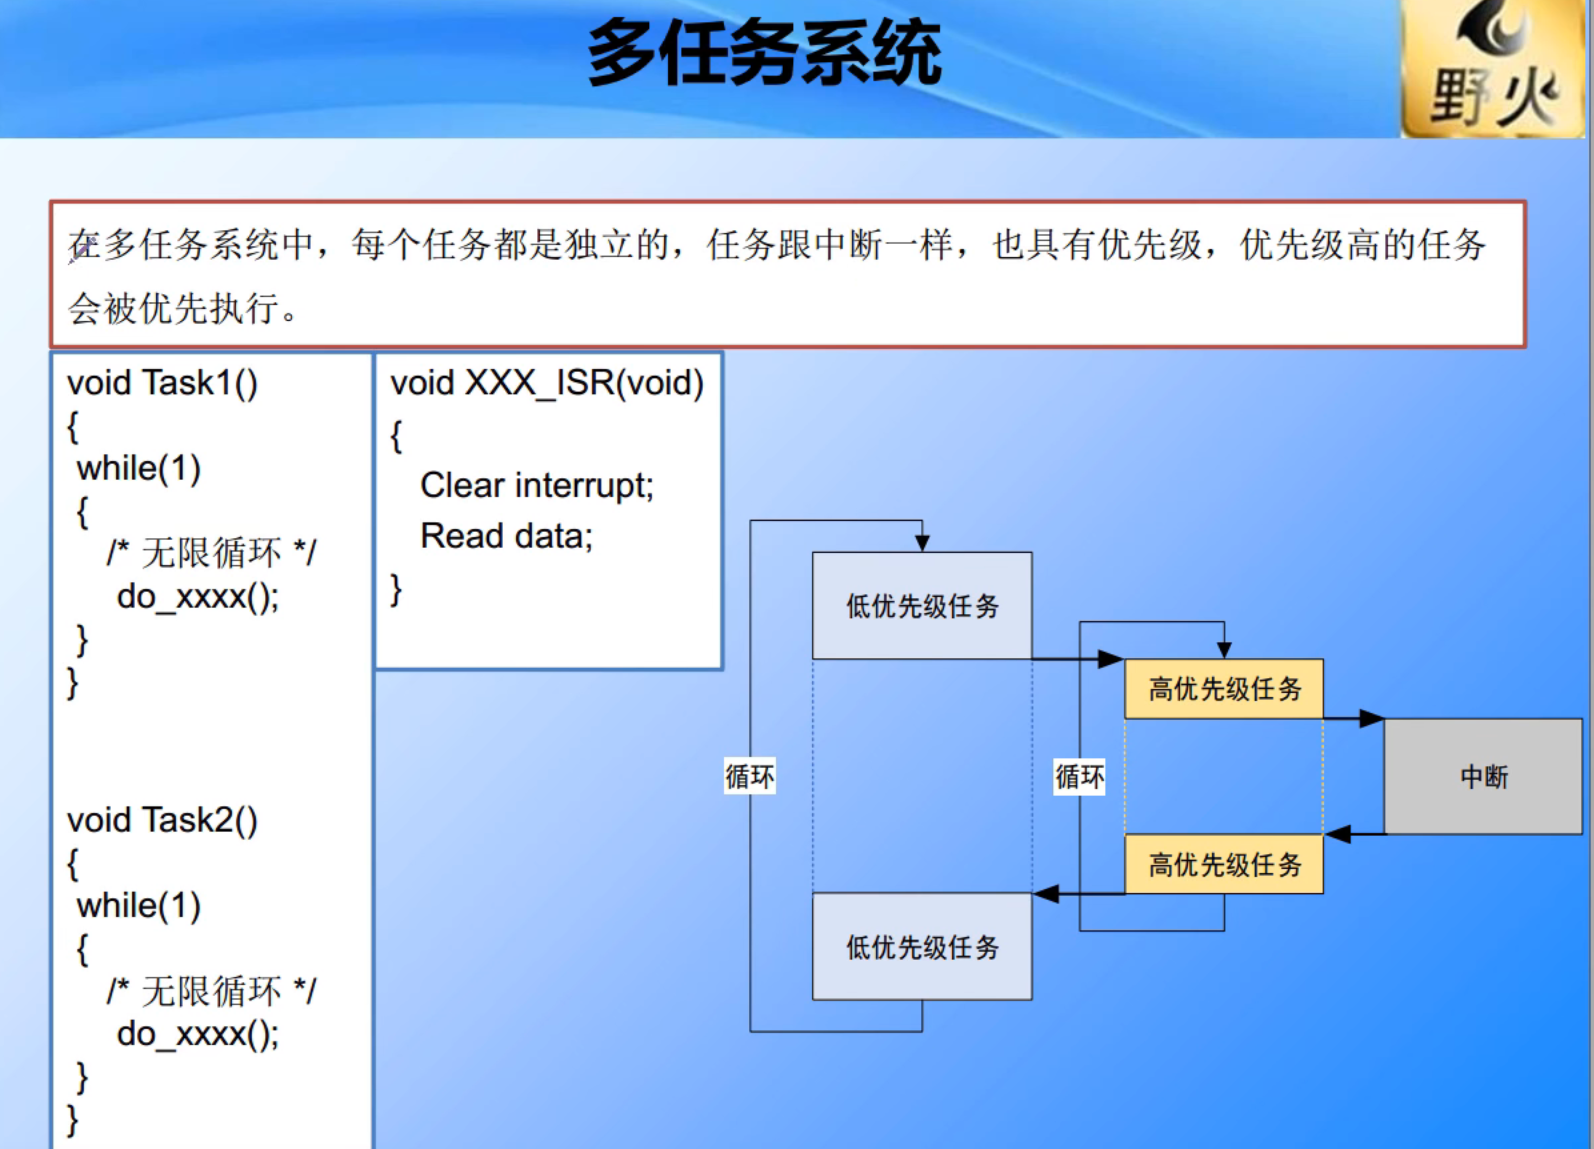 多任务系统
野火
在多任务系统中，每个任务都是独立的，任务跟中断一样，也具有优先级，优先级高的任务
会被优先执行。
void Task1()
{
while(1)
{
/* 无限循环 */
do_xxxx();
}
}
void Task2()
{
while(1)
{
/* 无限循环 */
do_xxxx();
}
}
void XXX_ISR(void)
{
Clear interrupt;
Read data;
}
低优先级任务
高优先级任务
循环
循环
中断
高优先级任务
低优先级任务